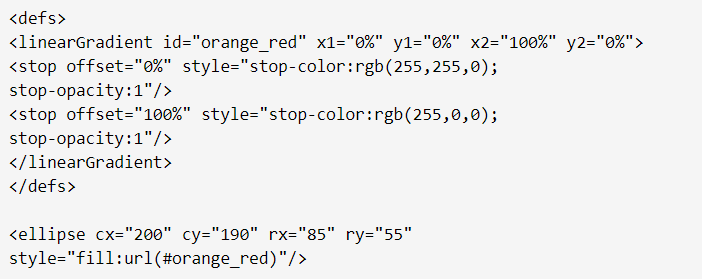 <defs>
<linearGradient id="orange_red" x1="0%" y1="0%" x2="100%" y2="0%">
<stop offset="0%" style="stop-color:rgb(255,255,0);
stop-opacity:1"/>
<stop offset="100%" style="stop-color:rgb(255,0,0);
stop-opacity:1"/>
</linearGradient>
</defs>
<ellipse cx="200" cy="190" rx="85" ry="55"
style="fill:url(#orange_red)"/>